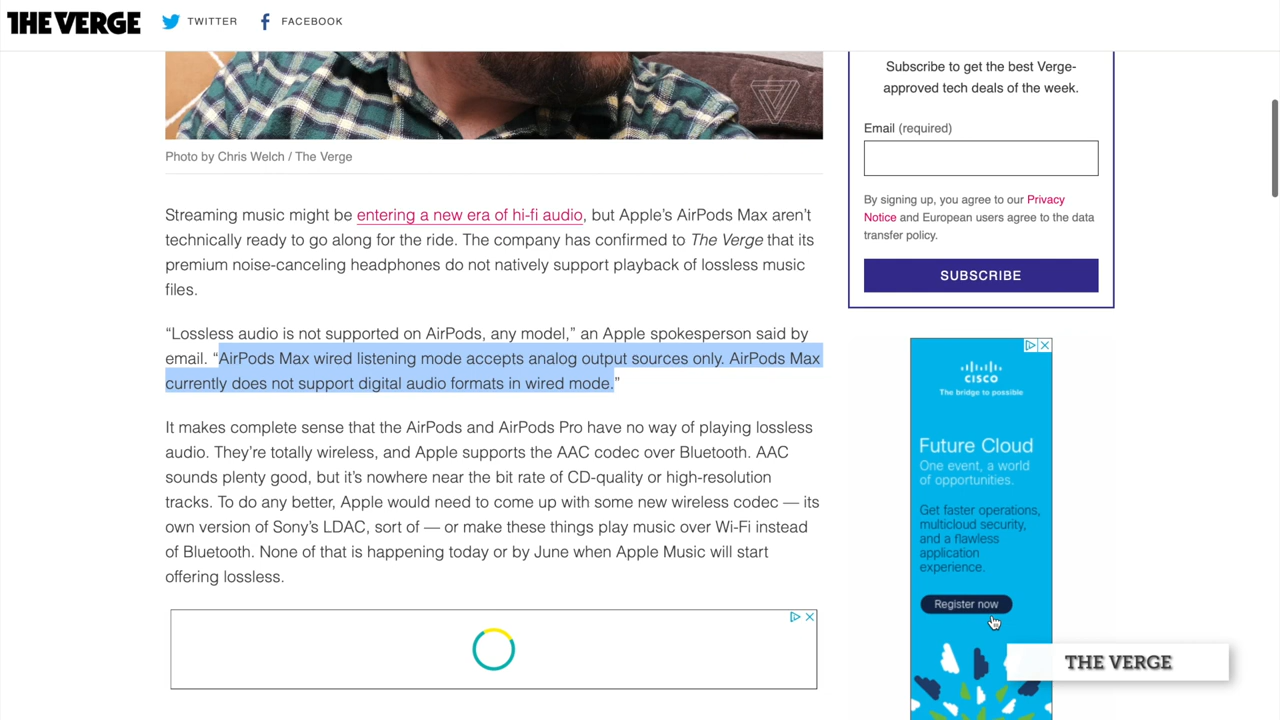 THE VERGE
TWITTER
FACEBOOK
Photo by Chris Welch / The Verge
Streaming music might be entering a new era of hi-fi audio, but Apple’s AirPods Max aren’t
technically ready to go along for the ride. The company has confirmed to The Verge that its
premium noise-canceling headphones do not natively support playback of lossless music
files.
“Lossless audio is not supported on AirPods, any model,” an Apple spokesperson said by
email. “AirPods Max wired listening mode accepts analog output sources only. AirPods Max
currently does not support digital audio formats in wired mode.”
It makes complete sense that the AirPods and AirPods Pro have no way of playing lossless
audio. They’re totally wireless, and Apple supports the AAC codec over Bluetooth. AAC
sounds plenty good, but it’s nowhere near the bit rate of CD-quality or high-resolution
tracks. To do any better, Apple would need to come up with some new wireless codec — its
own version of Sony’s LDAC, sort of — or make these things play music over Wi-Fi instead
of Bluetooth. None of that is happening today or by June when Apple Music will start
offering lossless.
Subscribe to get the best Verge-
approved tech deals of the week.
Email (required)
By signing up, you agree to our Privacy
Notice and European users agree to the data
transfer policy.
SUBSCRIBE
CISCO
The bridge to possible
Future Cloud
One event, a world
of opportunities.
Get faster operations,
multicloud security,
and a flawless
application
experience.
Register now
THE VERGE